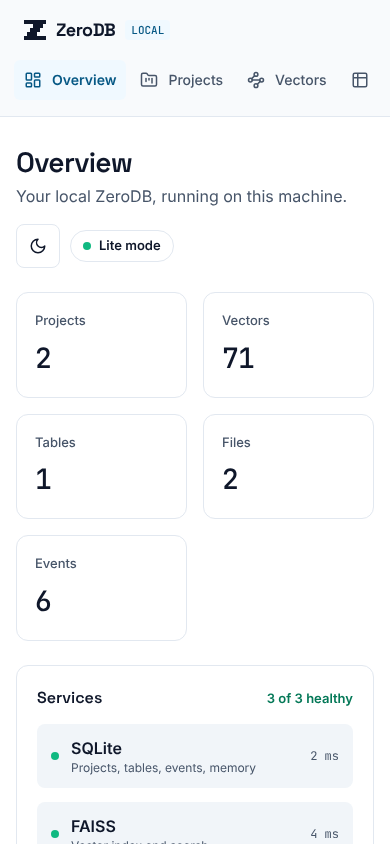 ZeroDB LOCAL
Overview Projects Vectors
Overview
Your local ZeroDB, running on this machine.
Lite mode
Projects Vectors
2 71
Tables Files
1 2
Events
6
Services 3 of 3 healthy
SQLite
Projects, tables, events, memory
2 ms
FAISS
4 ms